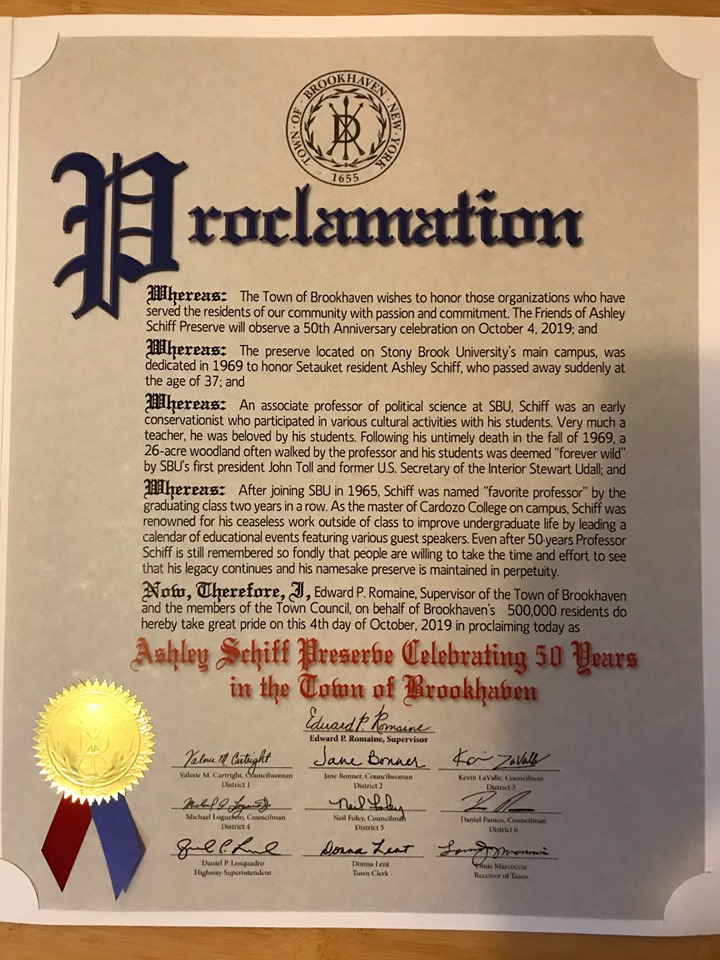 TOWN · OF · BROOKHAVEN · NEW · YORK
1655
Proclamation
Whereas: The Town of Brookhaven wishes to honor those organizations who have
served the residents of our community with passion and commitment. The Friends of Ashley
Schiff Preserve will observe a 50th Anniversary celebration on October 4, 2019; and
Whereas: The preserve located on Stony Brook University's main campus, was
dedicated in 1969 to honor Setauket resident Ashley Schiff, who passed away suddenly at
the age of 37; and
Whereas: An associate professor of political science at SBU, Schiff was an early
conservationist who participated in various cultural activities with his students. Very much a
teacher, he was beloved by his students. Following his untimely death in the fall of 1969, a
26-acre woodland often walked by the professor and his students was deemed "forever wild"
by SBU's first president John Toll and former U.S. Secretary of the Interior Stewart Udall; and
Whereas: After joining SBU in 1965, Schiff was named "favorite professor" by the
graduating class two years in a row. As the master of Cardozo College on campus, Schiff was
renowned for his ceaseless work outside of class to improve undergraduate life by leading a
calendar of educational events featuring various guest speakers. Even after 50-years Professor
Schiff is still remembered so fondly that people are willing to take the time and effort to see
that his legacy continues and his namesake preserve is maintained in perpetuity.
Now, Therefore, I, Edward P. Romaine, Supervisor of the Town of Brookhaven
and the members of the Town Council, on behalf of Brookhaven's 500,000 residents do
hereby take great pride on this 4th day of October, 2019 in proclaiming today as
Ashley Schiff Preserve Celebrating 50 Years
in the Town of Brookhaven
Edward P. Romaine
Edward P. Romaine, Supervisor
Valerie M. Cartright Jane Bonner Kevin LaValle
Valerie M. Cartright, Councilwoman Jane Bonner, Councilwoman Kevin LaValle, Councilman
District 1 District 2 District 3
Neil Foley
Michael Loguercio, Councilman Neil Foley, Councilman Daniel Panico, Councilman
District 4 District 5 District 6
Donna Lent
Daniel P. Losquadro Donna Lent Louis Marcoccia
Highway Superintendent Town Clerk Receiver of Taxes